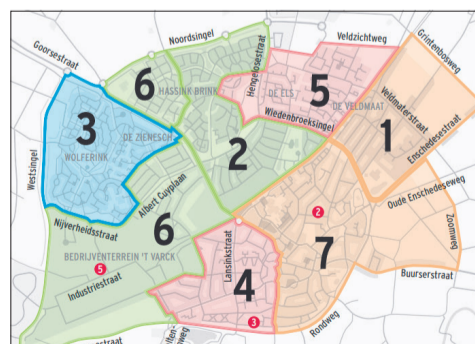 Goorsestraat
Noordsingel
Hengelosestraat
Veldzichtweg
Grintenbosweg
6
HASSINK BRINK
DE ELS
5
DE VELDMAAT
Veldmaterstraat
Enschedesestraat
1
3
WOLFERINK
DE ZIENESCH
Wiedenbroeksingel
2
Westsingel
Albert Cuyplaan
Oude Enschedeseweg
Nijverheidsstraat
6
2
7
Zoomweg
BEDRIJVENTERREIN 'T VARCK
5
Industriestraat
Lansinkstraat
4
Buurserstraat
3
Rondweg